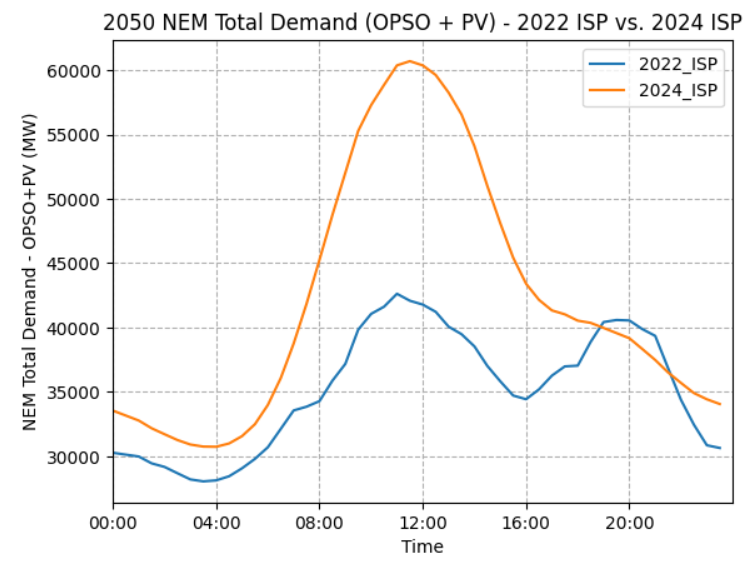 2050 NEM Total Demand (OPSO + PV) - 2022 ISP vs. 2024 ISP
2022_ISP
2024_ISP
NEM Total Demand - OPSO+PV (MW)
60000
55000
50000
45000
40000
35000
30000
00:00 04:00 08:00 12:00 16:00 20:00
Time